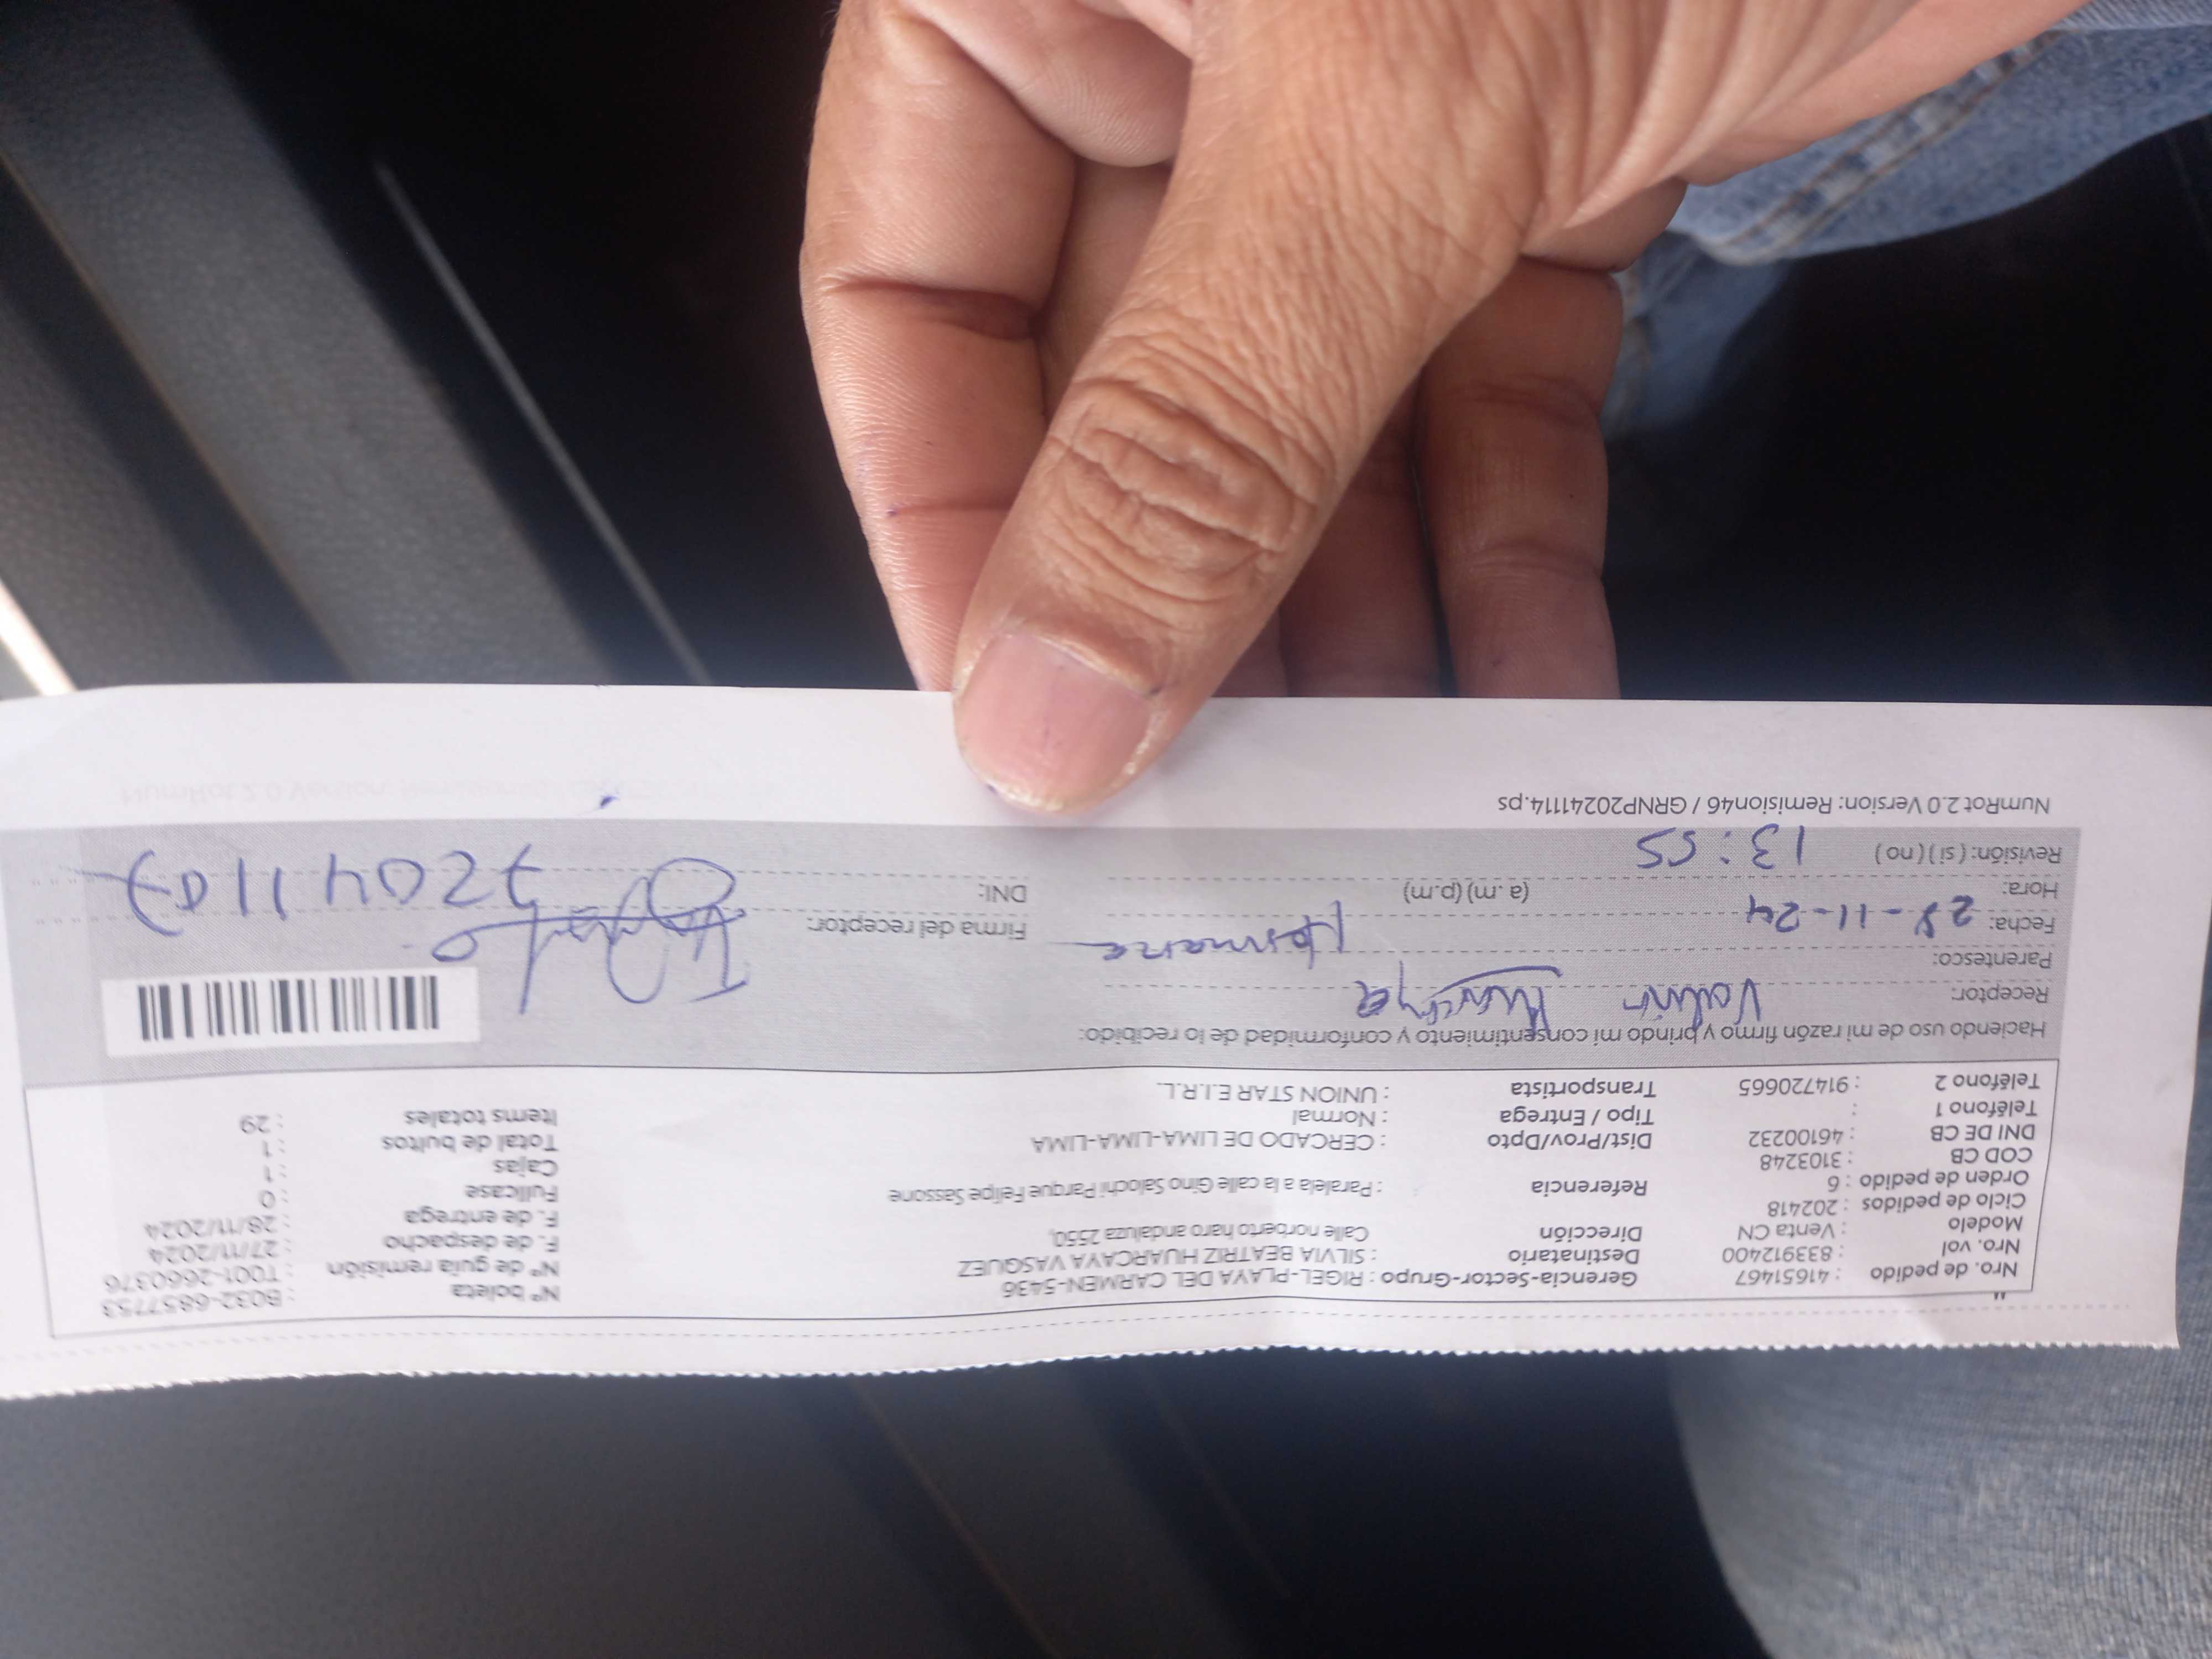 Nro. de pedido : 41651467 Gerencia-Sector-Grupo : RIGEL-PLAYA DEL CARMEN-5436 N° boleta : B032-6857753
Nro. vol : 833912400 Destinatario : SILVIA BEATRIZ HUARCAYA VASQUEZ N° de guía remisión : T001-2660376
Modelo : Venta CN Dirección Calle norberto haro andaluza 2550, F. de despacho : 27/11/2024
Ciclo de pedidos : 202418 F. de entrega : 28/11/2024
Orden de pedido : 6 Referencia : Paralela a la calle Gino Salochi Parque Felipe Sassone Fullcase : 0
COD CB : 3103248 Cajas : 1
DNI DE CB : 46100232 Dist/Prov/Dpto : CERCADO DE LIMA-LIMA-LIMA Total de bultos : 1
Teléfono 1 : Tipo / Entrega : Normal Items totales : 29
Teléfono 2 : 914720665 Transportista : UNION STAR E.I.R.L.
Haciendo uso de mi razón firmo y brindo mi consentimiento y conformidad de lo recibido:
Receptor: Huarcaya
Parentesco: Hermana
Fecha: 28-11-24 Firma del receptor:
Hora: (a.m) (p.m) DNI: 72041107
Revisión: (si) (no) 13:55
NumRot 2.0 Version: Remision46 / GRNP20241114.ps